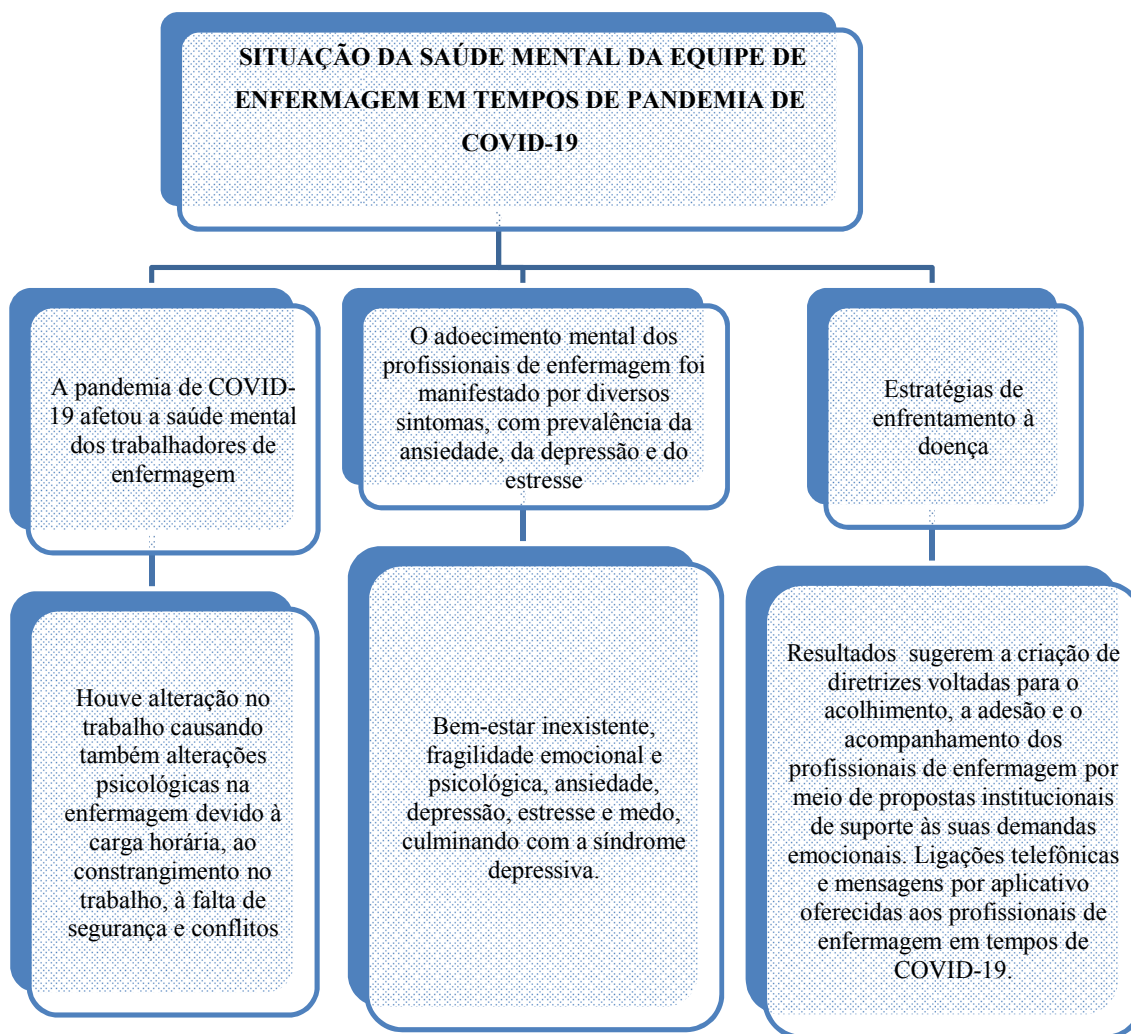 SITUAÇÃO DA SAÚDE MENTAL DA EQUIPE DE
ENFERMAGEM EM TEMPOS DE PANDEMIA DE
COVID-19
A pandemia de COVID-
19 afetou a saúde mental
dos trabalhadores de
enfermagem
O adoecimento mental dos
profissionais de enfermagem foi
manifestado por diversos
sintomas, com prevalência da
ansiedade, da depressão e do
estresse
Estratégias de
enfrentamento à
doença
Houve alteração no
trabalho causando
também alterações
psicológicas na
enfermagem devido à
carga horária, ao
constrangimento no
trabalho, à falta de
segurança e conflitos
Bem-estar inexistente,
fragilidade emocional e
psicológica, ansiedade,
depressão, estresse e medo,
culminando com a síndrome
depressiva.
Resultados sugerem a criação de
diretrizes voltadas para o
acolhimento, a adesão e o
acompanhamento dos
profissionais de enfermagem por
meio de propostas institucionais
de suporte às suas demandas
emocionais. Ligações telefônicas
e mensagens por aplicativo
oferecidas aos profissionais de
enfermagem em tempos de
COVID-19.